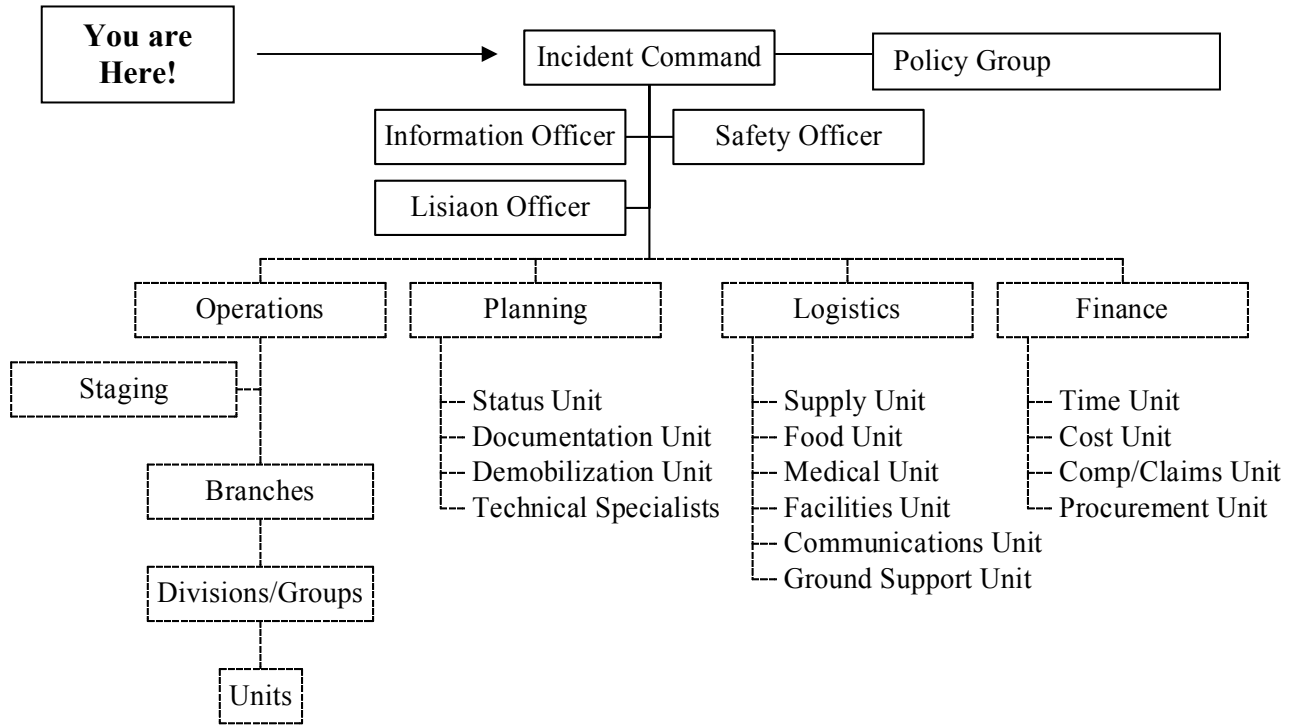 You are
Here!
Incident Command
Policy Group
Information Officer
Safety Officer
Lisiaon Officer
Operations
Planning
Logistics
Finance
Staging
Branches
Divisions/Groups
Units
Status Unit
Documentation Unit
Demobilization Unit
Technical Specialists
Supply Unit
Food Unit
Medical Unit
Facilities Unit
Communications Unit
Ground Support Unit
Time Unit
Cost Unit
Comp/Claims Unit
Procurement Unit